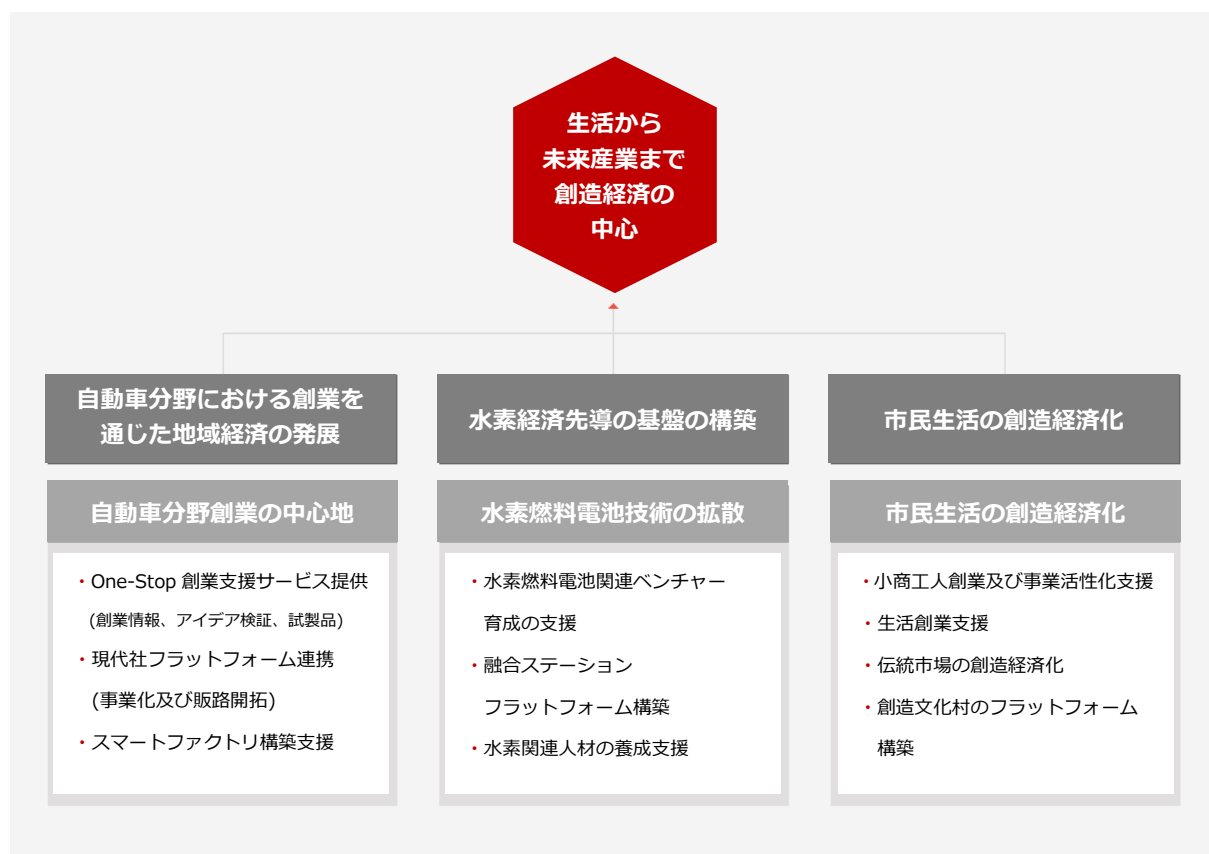 生活から
未来産業まで
創造経済の
中心
自動車分野における創業を
通じた地域経済の発展
自動車分野創業の中心地
・One-Stop 創業支援サービス提供
(創業情報、アイデア検証、試製品)
・現代社フラットフォーム連携
(事業化及び販路開拓)
・スマートファクトリ構築支援
水素経済先導の基盤の構築
水素燃料電池技術の拡散
・水素燃料電池関連ベンチャー
育成の支援
・融合ステーション
フラットフォーム構築
・水素関連人材の養成支援
市民生活の創造経済化
市民生活の創造経済化
・小商工人創業及び事業活性化支援
・生活創業支援
・伝統市場の創造経済化
・創造文化村のフラットフォーム
構築